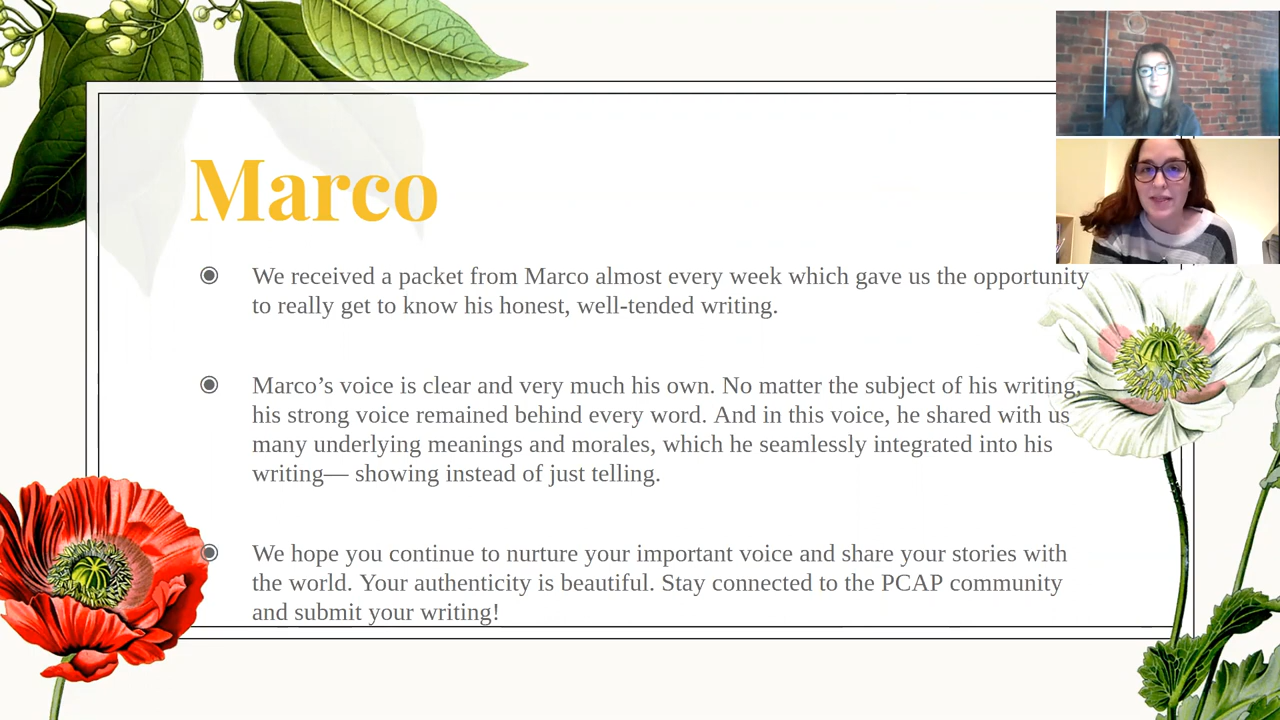 Marco
We received a packet from Marco almost every week which gave us the opportunity
to really get to know his honest, well-tended writing.
Marco’s voice is clear and very much his own. No matter the subject of his writing,
his strong voice remained behind every word. And in this voice, he shared with us
many underlying meanings and morales, which he seamlessly integrated into his
writing— showing instead of just telling.
We hope you continue to nurture your important voice and share your stories with
the world. Your authenticity is beautiful. Stay connected to the PCAP community
and submit your writing!